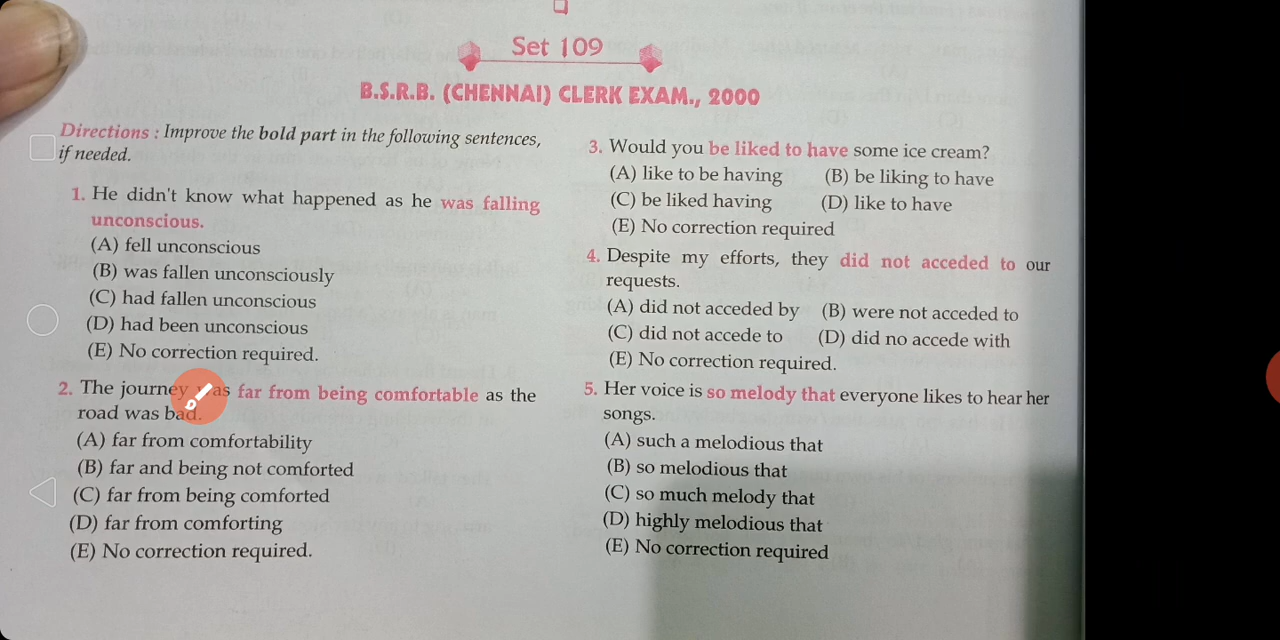 Set 109
B.S.R.B. (CHENNAI) CLERK EXAM., 2000
Directions : Improve the bold part in the following sentences,
if needed.
1. He didn't know what happened as he was falling
unconscious.
(A) fell unconscious
(B) was fallen unconsciously
(C) had fallen unconscious
(D) had been unconscious
(E) No correction required.
2. The journey was far from being comfortable as the
road was bad.
(A) far from comfortability
(B) far and being not comforted
(C) far from being comforted
(D) far from comforting
(E) No correction required.
3. Would you be liked to have some ice cream?
(A) like to be having (B) be liking to have
(C) be liked having (D) like to have
(E) No correction required
4. Despite my efforts, they did not acceded to our
requests.
(A) did not acceded by (B) were not acceded to
(C) did not accede to (D) did no accede with
(E) No correction required.
5. Her voice is so melody that everyone likes to hear her
songs.
(A) such a melodious that
(B) so melodious that
(C) so much melody that
(D) highly melodious that
(E) No correction required